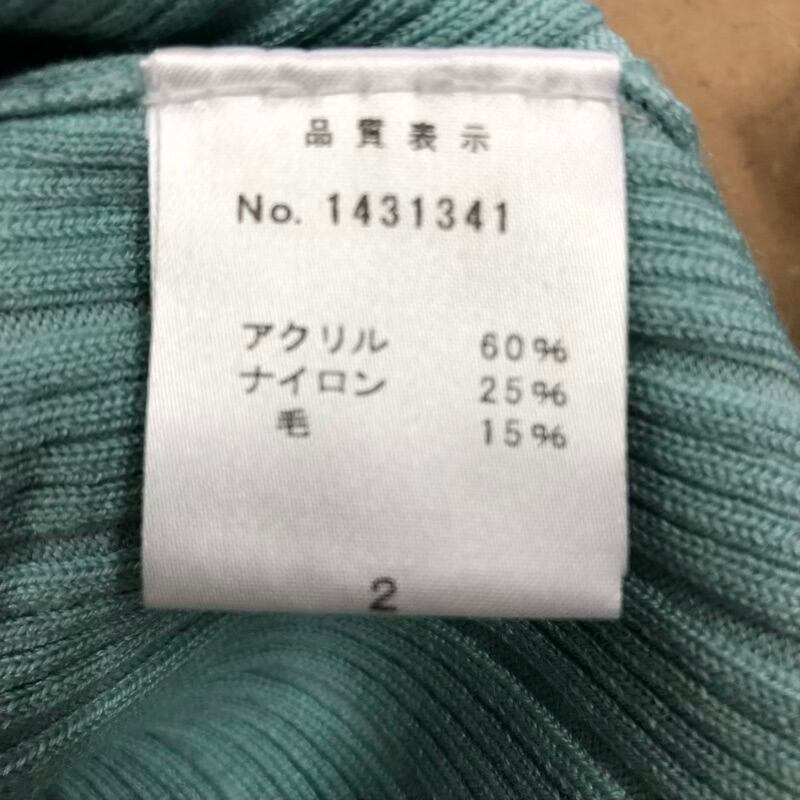 品質表示
No. 1431341
アクリル 60%
ナイロン 25%
毛 15%
2